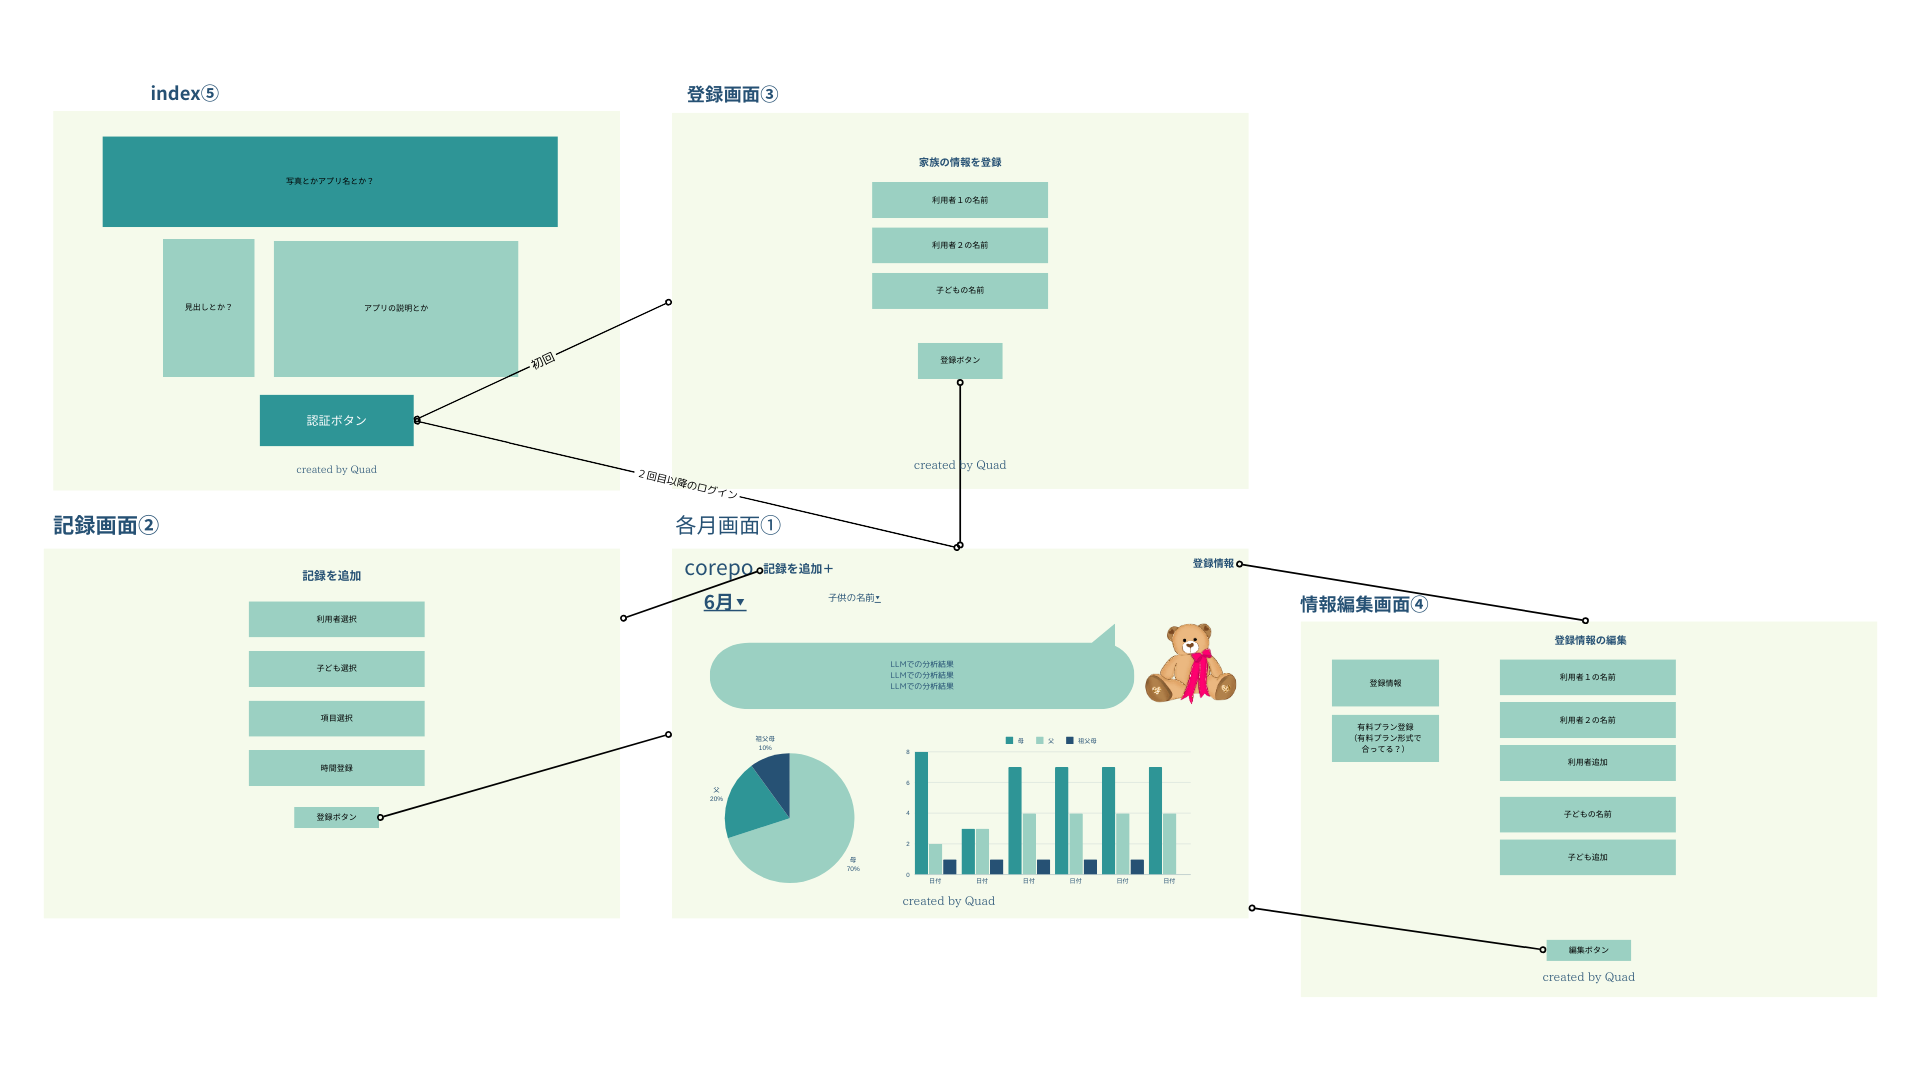 index⑤
写真とかアプリ名とか？
見出しとか？
アプリの説明とか
認証ボタン
created by Quad
初回
２回目以降のログイン
登録画面③
家族の情報を登録
利用者１の名前
利用者２の名前
子どもの名前
登録ボタン
created by Quad
記録画面②
記録を追加
利用者選択
子ども選択
項目選択
時間登録
登録ボタン
各月画面①
corepo
記録を追加＋
登録情報
6月▼
子供の名前▼
LLMでの分析結果
LLMでの分析結果
LLMでの分析結果
祖父母
10%
父
20%
母
70%
母 父 祖父母
8
6
4
2
0
日付 日付 日付 日付 日付 日付
created by Quad
情報編集画面④
登録情報の編集
登録情報
有料プラン登録
（有料プラン形式で
合ってる？）
利用者１の名前
利用者２の名前
利用者追加
子どもの名前
子ども追加
編集ボタン
created by Quad